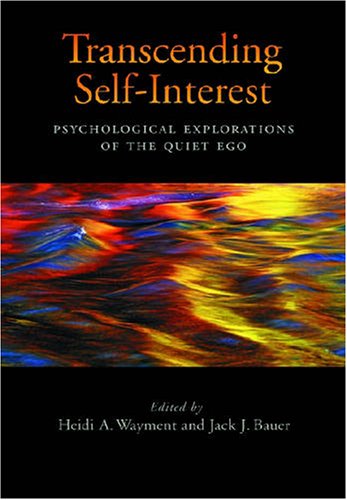 Transcending
Self-Interest
PSYCHOLOGICAL EXPLORATIONS
OF THE QUIET EGO
Edited by
Heidi A. Wayment and Jack J. Bauer